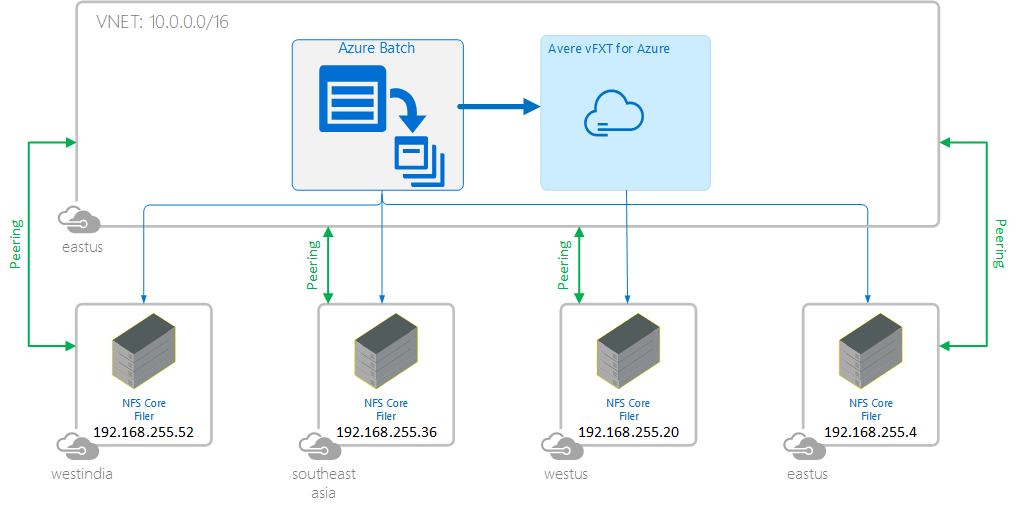 VNET: 10.0.0.0/16
Azure Batch
Avere vFXT for Azure
eastus
Peering
Peering
Peering
Peering
NFS Core
Filer
192.168.255.52
NFS Core
Filer
192.168.255.36
NFS Core
Filer
192.168.255.20
NFS Core
Filer
192.168.255.4
westindia
southeast
asia
westus
eastus